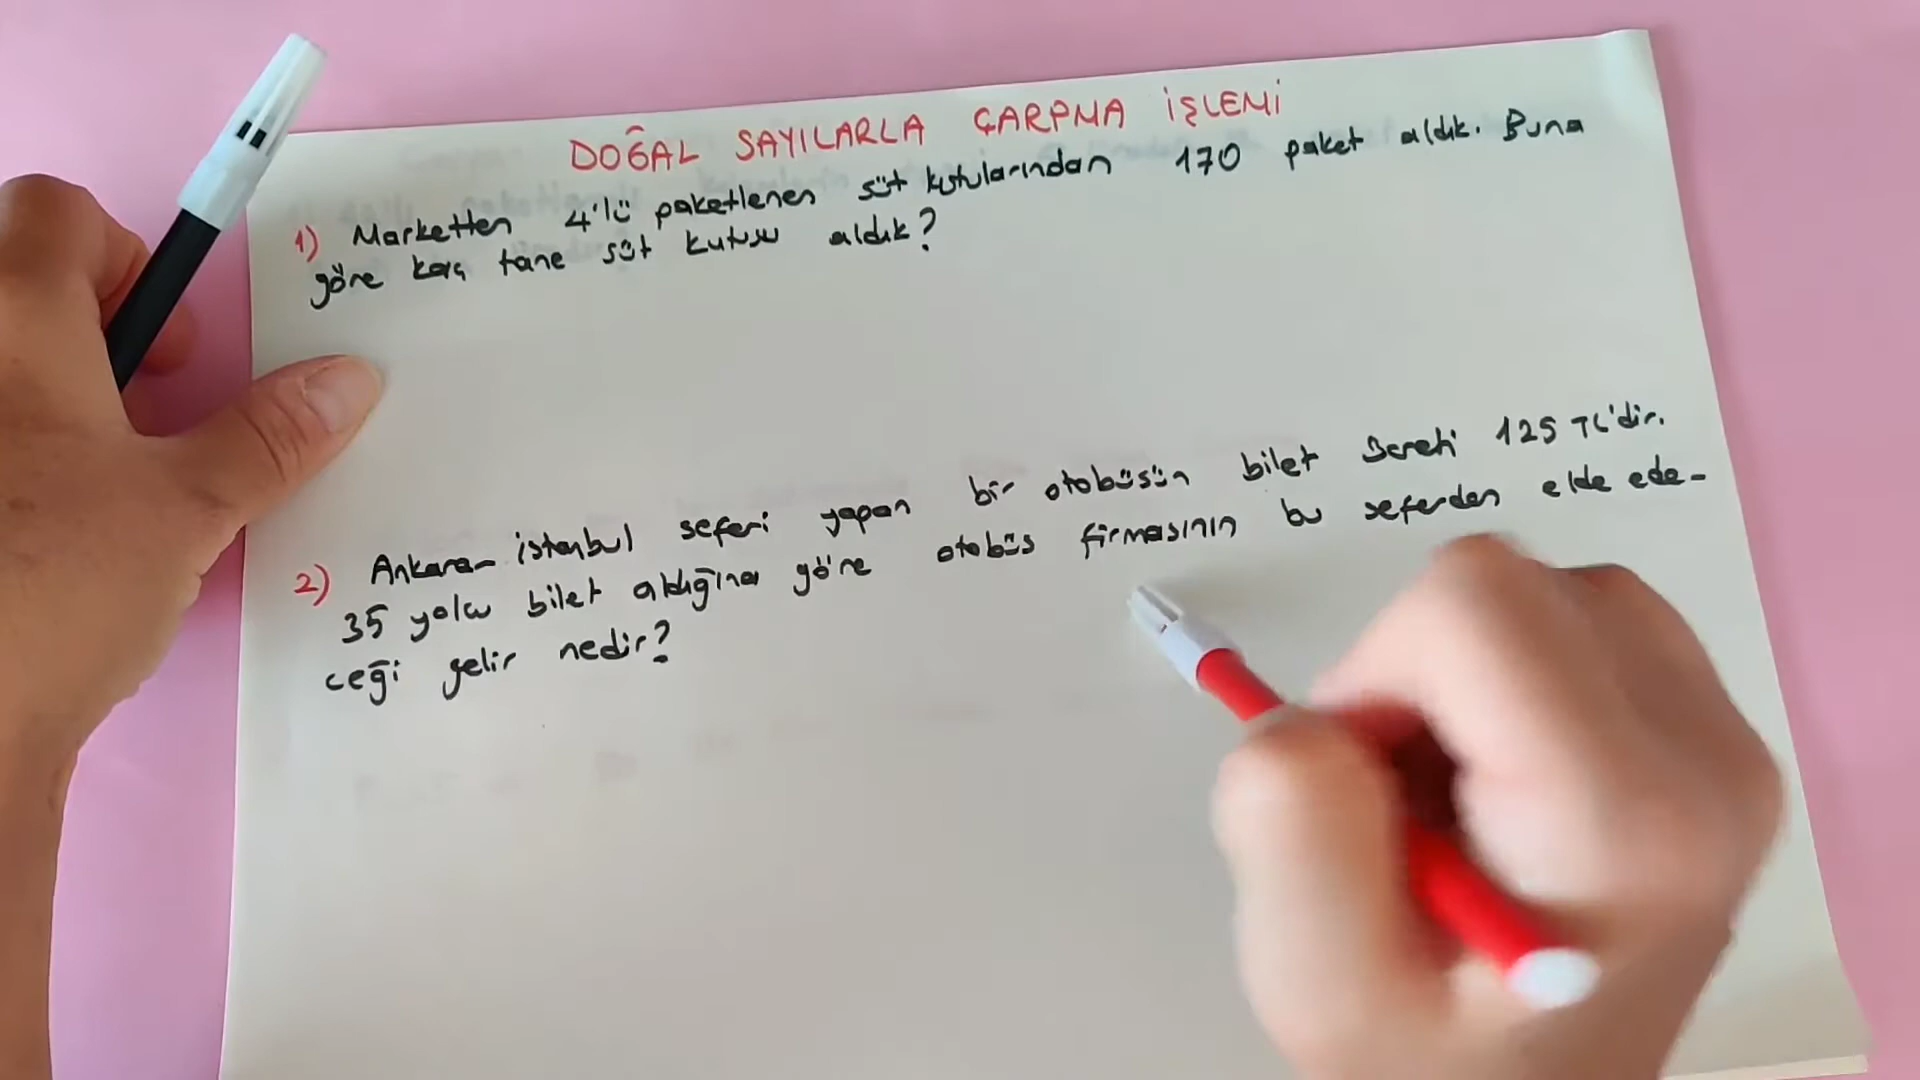 DOĞAL SAYILARLA ÇARPMA İŞLEMİ
1) Marketten 4'lü paketlenen süt kutularından 170 paket aldık. Buna
göre kaç tane süt kutusu aldık?
2) Ankara-İstanbul seferi yapan bir otobüsün bilet ücreti 125 TL'dir.
35 yolcu bilet aldığına göre otobüs firmasının bu seferden elde ede-
ceği gelir nedir?